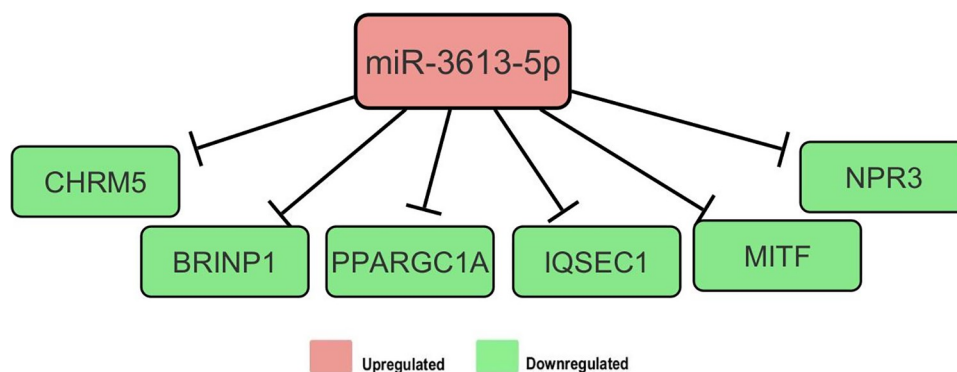 miR-3613-5p
CHRM5
NPR3
BRINP1
PPARGC1A
IQSEC1
MITF
Upregulated
Downregulated